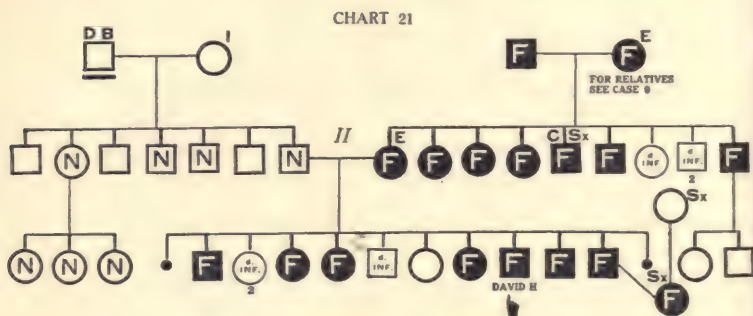 CHART 21
D B
I
F
F
E
FOR RELATIVES
SEE CASE 9
N
N
N
N
II
E
F
F
F
F
C
Sx
F
F
d.
INF.
d.
INF.
2
F
Sx
N
N
N
F
d.
INF.
2
F
F
d.
INF.
F
F
F
F
Sx
F
DAVID H